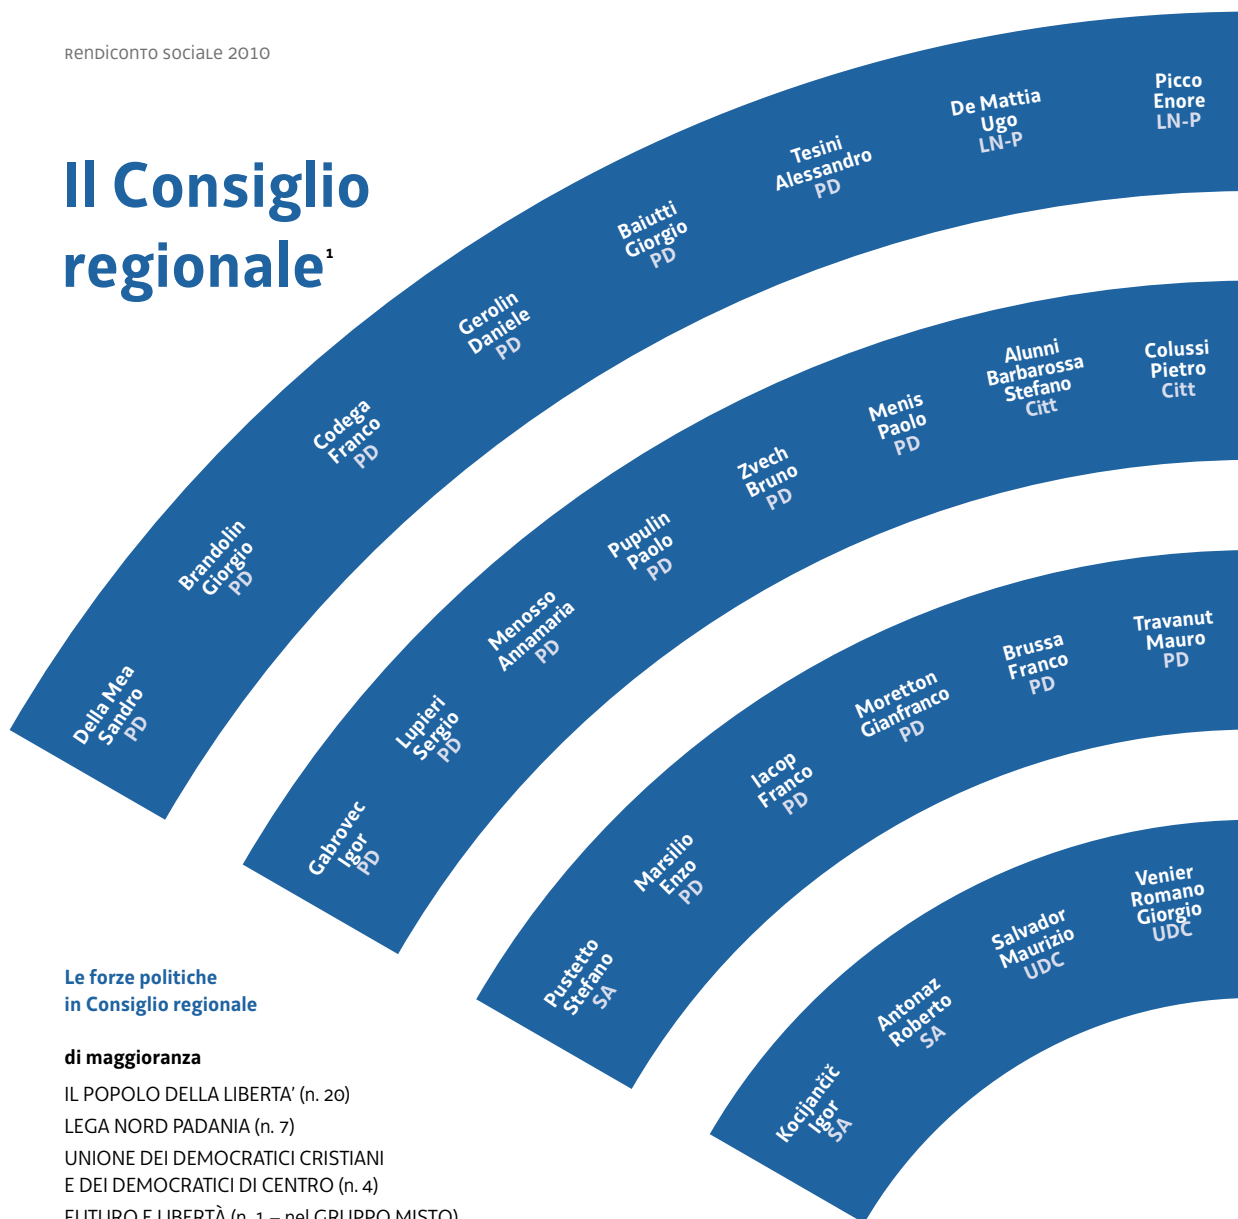 Rendiconto sociale 2010
Il Consiglio
regionale¹
Della Mea
Sandro
PD
Brandolin
Giorgio
PD
Codega
Franco
PD
Gerolin
Daniele
PD
Baiutti
Giorgio
PD
Tesini
Alessandro
PD
De Mattia
Ugo
LN-P
Picco
Enore
LN-P
Gabrovec
Igor
PD
Lupieri
Sergio
PD
Menosso
Annamaria
PD
Pupulin
Paolo
PD
Zvech
Bruno
PD
Menis
Paolo
PD
Alunni
Barbarossa
Stefano
Citt
Colussi
Pietro
Citt
Pustetto
Stefano
SA
Marsilio
Enzo
PD
Iacop
Franco
PD
Moretton
Gianfranco
PD
Brussa
Franco
PD
Travanut
Mauro
PD
Kocijančič
Igor
SA
Antonaz
Roberto
SA
Salvador
Maurizio
UDC
Venier
Romano
Giorgio
UDC
Le forze politiche
in Consiglio regionale
di maggioranza
IL POPOLO DELLA LIBERTA' (n. 20)
LEGA NORD PADANIA (n. 7)
UNIONE DEI DEMOCRATICI CRISTIANI
E DEI DEMOCRATICI DI CENTRO (n. 4)
FUTURO E LIBERTÀ (n. 1 – nel GRUPPO MISTO)